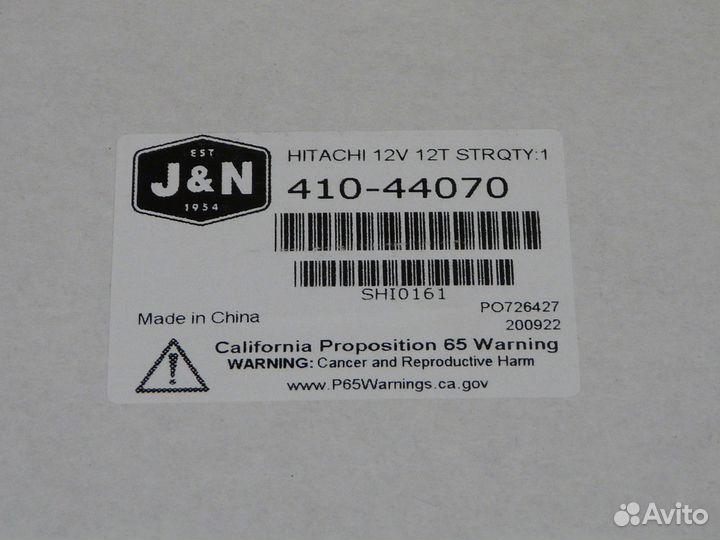 EST
J&N
1954
HITACHI 12V 12T STRQTY:1
410-44070
SHI0161
PO726427
Made in China
200922
California Proposition 65 Warning
WARNING: Cancer and Reproductive Harm
www.P65Warnings.ca.gov
Avito